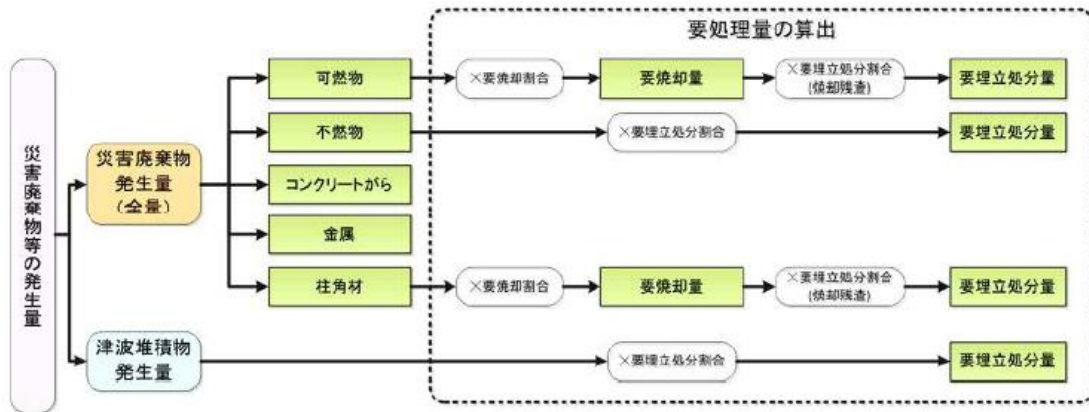 要処理量の算出
災害廃棄物等の発生量
災害廃棄物
発生量
(全量)
津波堆積物
発生量
可燃物
×要焼却割合
要焼却量
×要埋立処分割合
(焼却残渣)
要埋立処分量
不燃物
×要埋立処分割合
要埋立処分量
コンクリートがら
金属
柱角材
×要焼却割合
要焼却量
×要埋立処分割合
(焼却残渣)
要埋立処分量
×要埋立処分割合
要埋立処分量